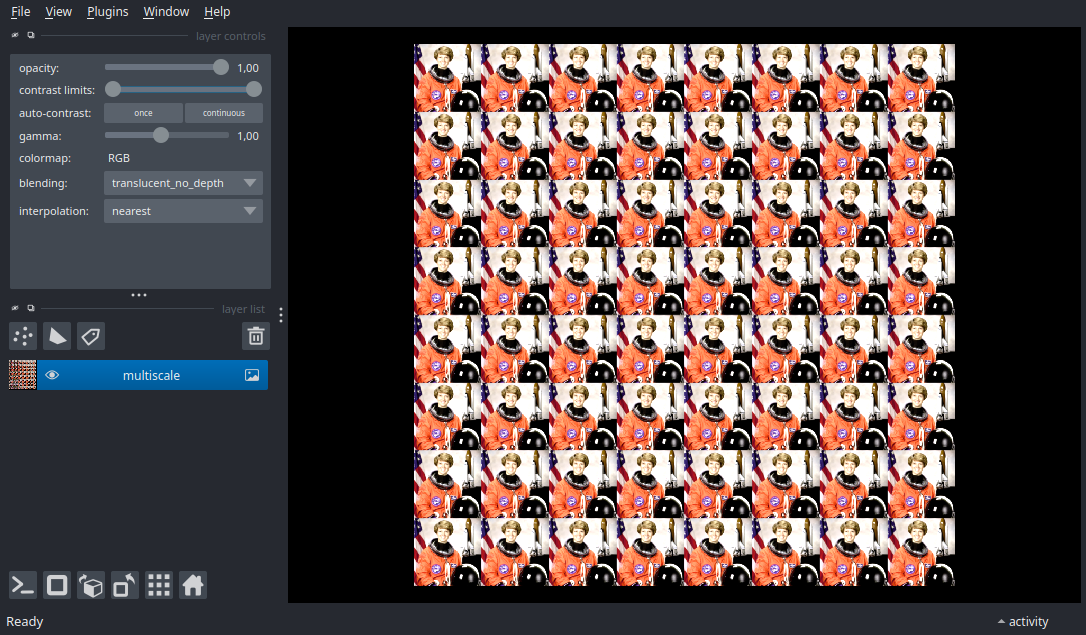 File View Plugins Window Help
layer controls
opacity: 1,00
contrast limits:
auto-contrast: once continuous
gamma: 1,00
colormap: RGB
blending: translucent_no_depth
interpolation: nearest
layer list
multiscale
Ready activity